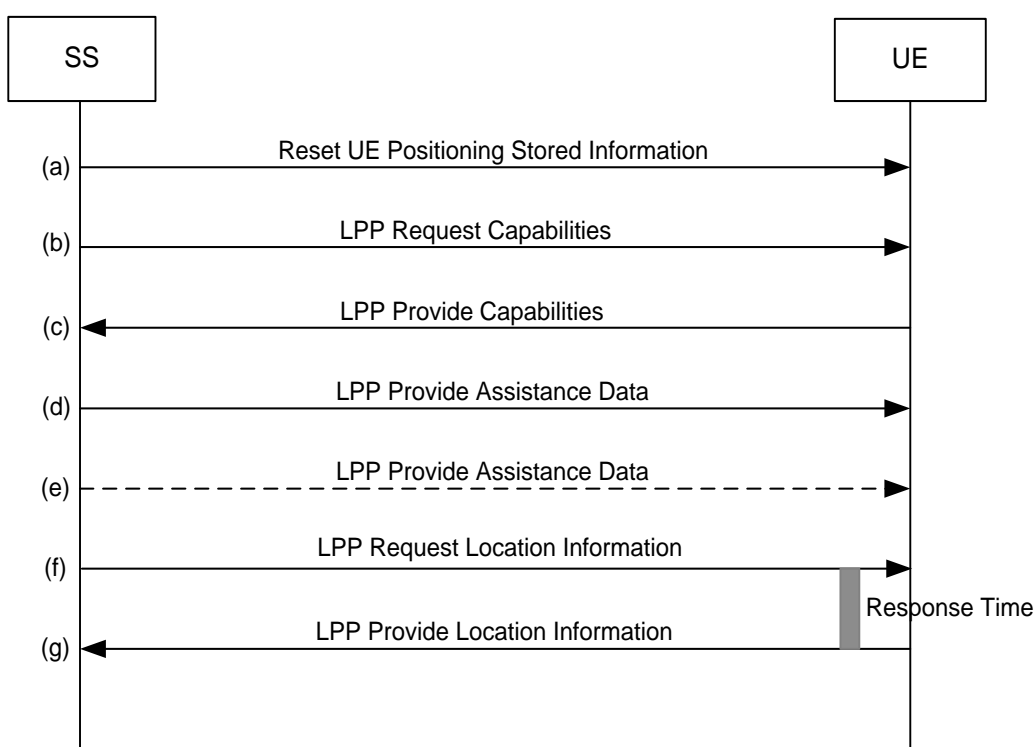 SS
UE
Reset UE Positioning Stored Information
(a)
LPP Request Capabilities
(b)
LPP Provide Capabilities
(c)
LPP Provide Assistance Data
(d)
LPP Provide Assistance Data
(e)
LPP Request Location Information
(f)
Response Time
LPP Provide Location Information
(g)